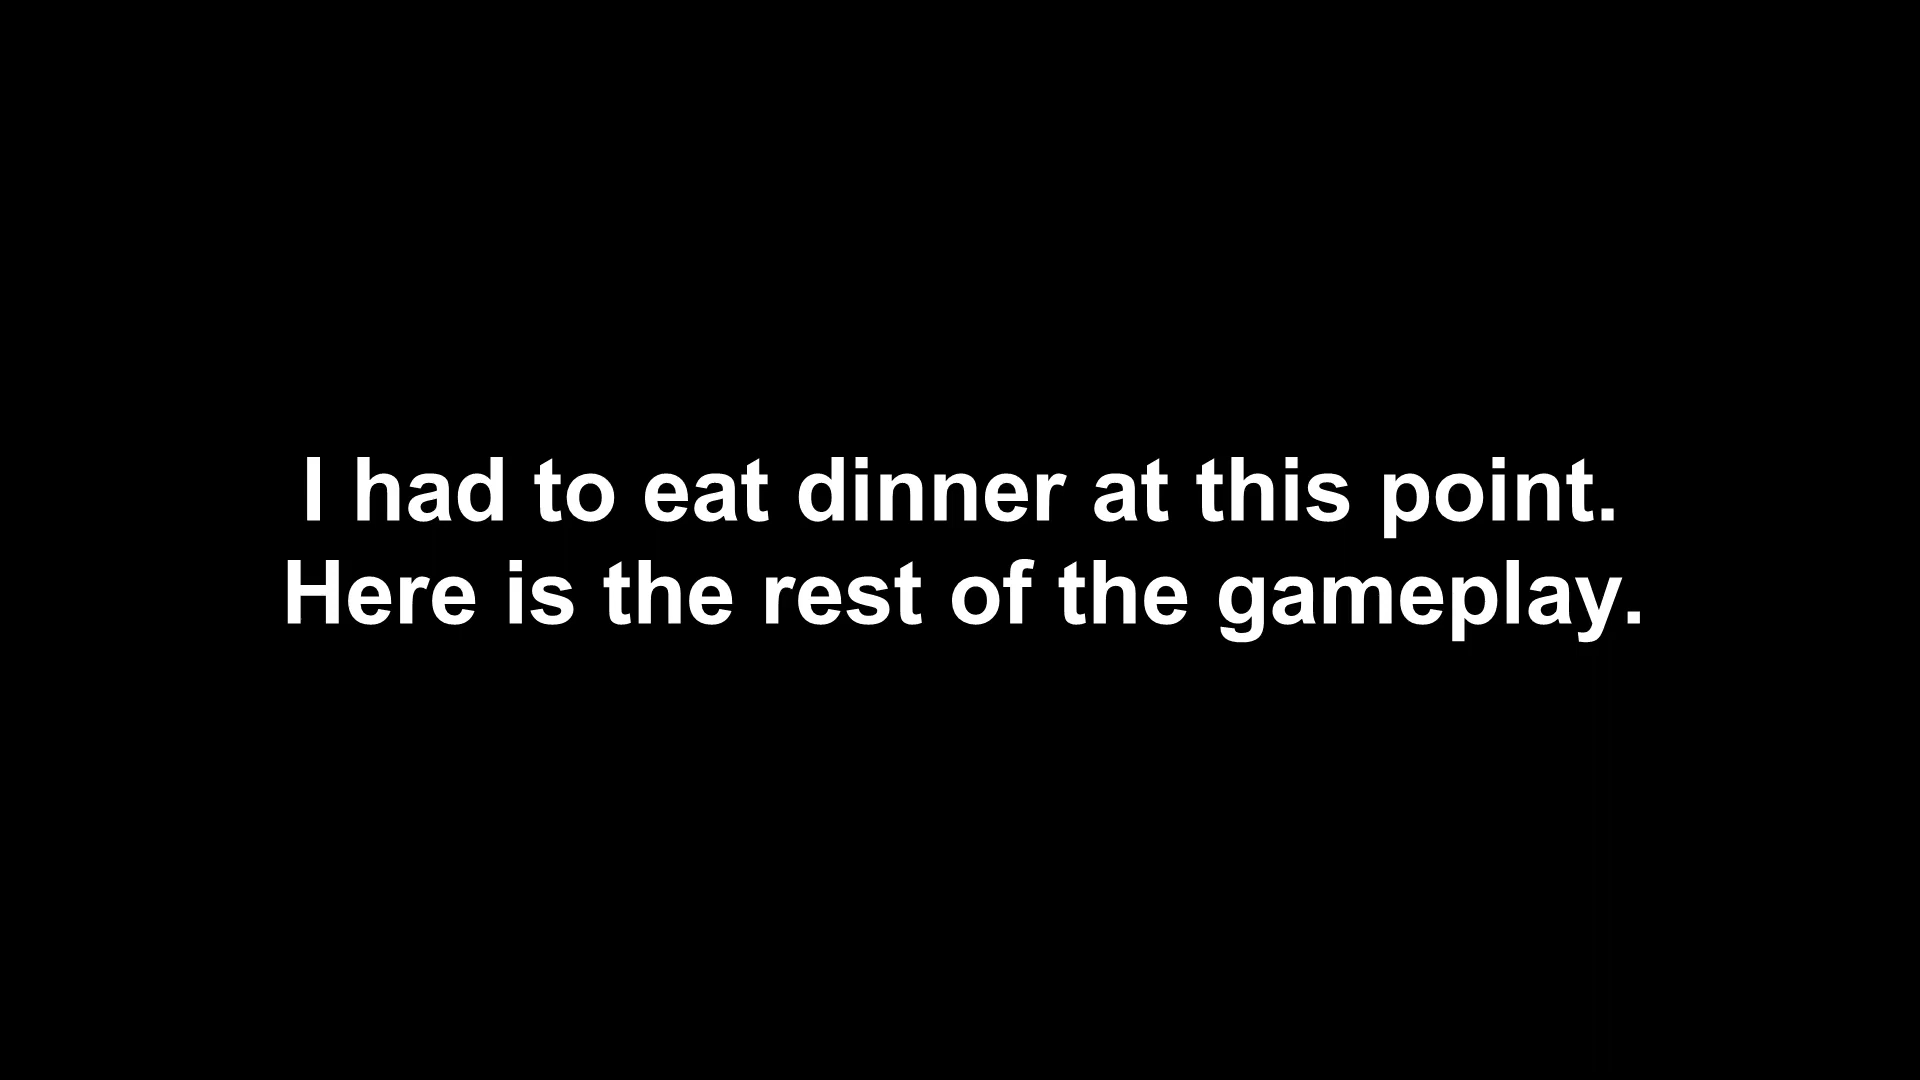 I had to eat dinner at this point.
Here is the rest of the gameplay.